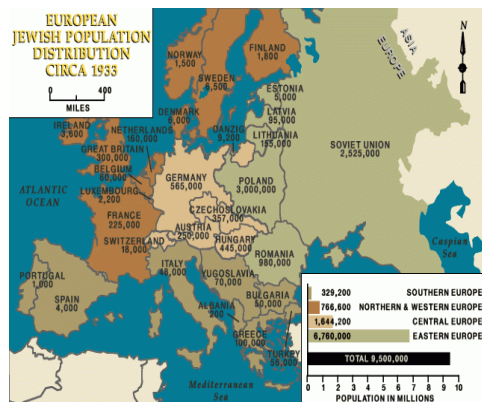 EUROPEAN
JEWISH POPULATION
DISTRIBUTION
CIRCA 1933
0 400
MILES
N
ASIA
EUROPE
NORWAY
1,500
FINLAND
1,800
SWEDEN
6,500
ESTONIA
5,000
LATVIA
95,000
LITHUANIA
155,000
DANZIG
9,200
DENMARK
6,000
IRELAND
3,600
NETHERLANDS
160,000
GREAT BRITAIN
300,000
BELGIUM
60,000
LUXEMBOURG
2,200
SOVIET UNION
2,525,000
GERMANY
565,000
POLAND
3,000,000
ATLANTIC
OCEAN
FRANCE
225,000
CZECHOSLOVAKIA
357,000
AUSTRIA
250,000
HUNGARY
445,000
SWITZERLAND
18,000
ROMANIA
980,000
Caspian
Sea
ITALY
48,000
YUGOSLAVIA
70,000
PORTUGAL
1,000
SPAIN
4,000
BULGARIA
50,000
ALBANIA
200
GREECE
100,000
TURKEY
56,000
Mediterranean
Sea
329,200 SOUTHERN EUROPE
766,600 NORTHERN & WESTERN EUROPE
1,644,200 CENTRAL EUROPE
6,760,000 EASTERN EUROPE
TOTAL 9,500,000
0 1 2 3 4 5 6 7 8 9 10
POPULATION IN MILLIONS